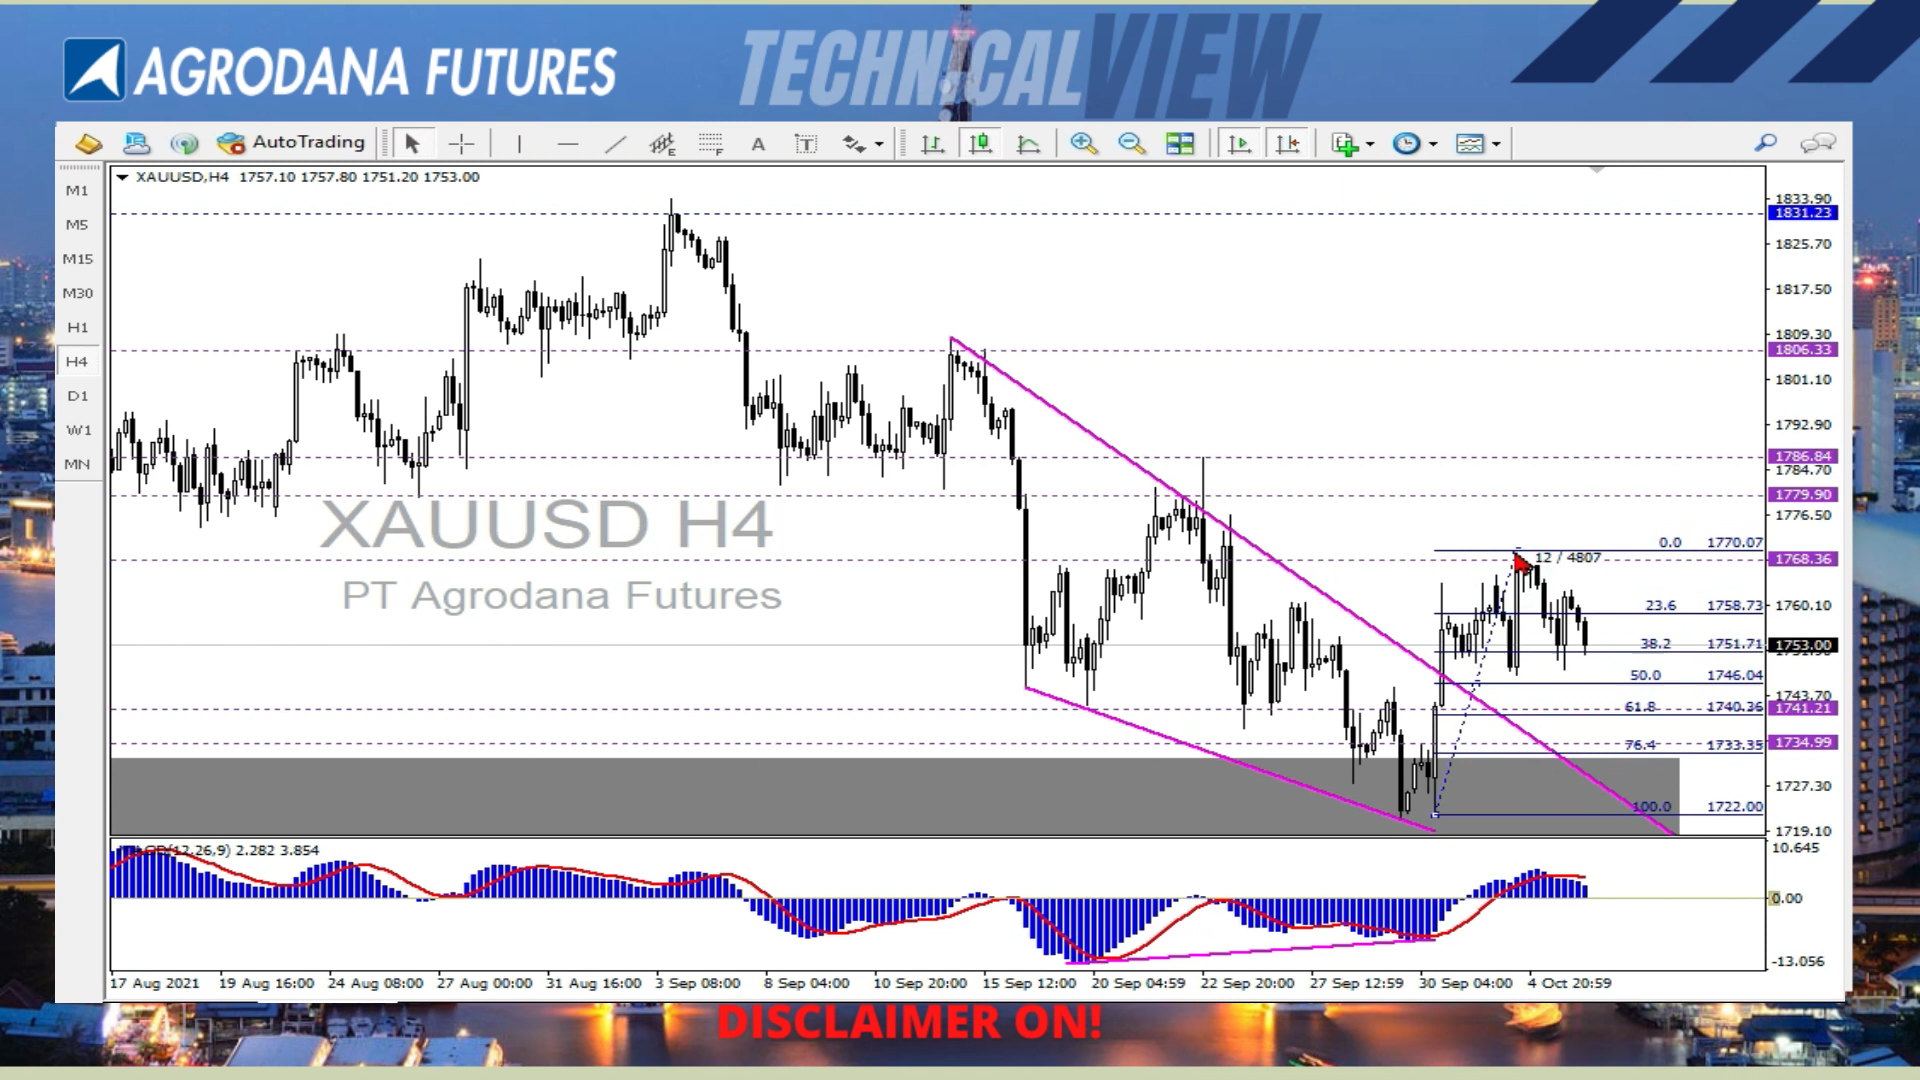 AGRODANA FUTURES
TECHNICAL VIEW
AutoTrading
E
F
A
T
M1
M5
M15
M30
H1
H4
D1
W1
MN
XAUUSD,H4 1757.10 1757.80 1751.20 1753.00
XAUUSD H4
PT Agrodana Futures
1833.90
1831.23
1825.70
1817.50
1809.30
1806.33
1801.10
1792.90
1786.84
1784.70
1779.90
1776.50
0.0 1770.07
12 / 4807
1768.36
1760.10
23.6 1758.73
1753.00
38.2 1751.71
50.0 1746.04
1743.70
61.8 1740.36
1741.21
76.4 1733.35
1734.99
1727.30
100.0 1722.00
1719.10
(12,26,9) 2.282 3.854
10.645
0.00
-13.056
17 Aug 2021 19 Aug 16:00 24 Aug 08:00 27 Aug 00:00 31 Aug 16:00 3 Sep 08:00 8 Sep 04:00 10 Sep 20:00 15 Sep 12:00 20 Sep 04:59 22 Sep 20:00 27 Sep 12:59 30 Sep 04:00 4 Oct 20:59
DISCLAIMER ON!